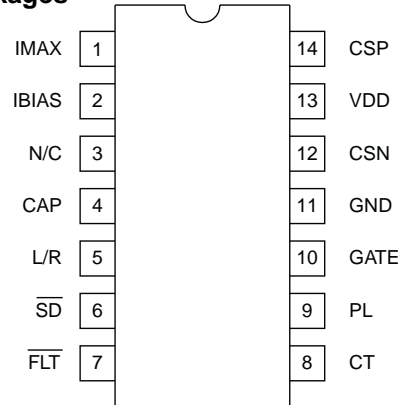 IMAX 1 14 CSP
IBIAS 2 13 VDD
N/C 3 12 CSN
CAP 4 11 GND
L/R 5 10 GATE
SD 6 9 PL
FLT 7 8 CT